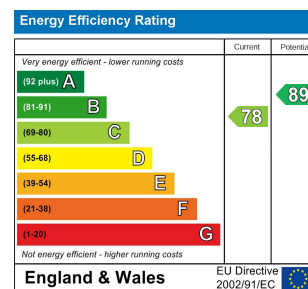 Energy Efficiency Rating
Current Potentia
Very energy efficient - lower running costs
(92 plus) A
(81-91) B
(69-80) C
(55-68) D
(39-54) E
(21-38) F
(1-20) G
78
89
Not energy efficient - higher running costs
England & Wales
EU Directive
2002/91/EC